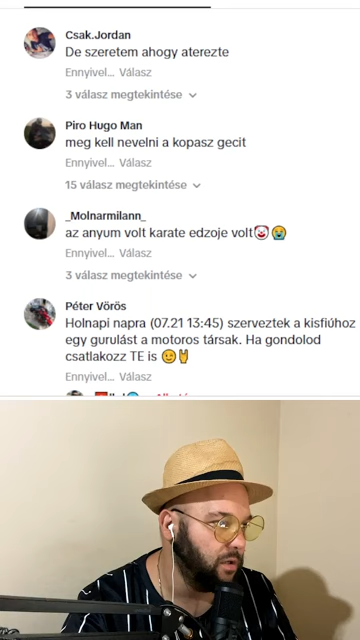 Csak.Jordan
De szeretem ahogy aterezte
Ennyivel... Válasz
3 válasz megtekintése
Piro Hugo Man
meg kell nevelni a kopasz gecit
Ennyivel... Válasz
15 válasz megtekintése
_Molnarmilann_
az anyum volt karate edzoje volt🤡😭
Ennyivel... Válasz
3 válasz megtekintése
Péter Vörös
Holnapi napra (07.21 13:45) szerveztek a kisfiúhoz
egy gurulást a motoros társak. Ha gondolod
csatlakozz TE is 😉🤘
Ennyivel... Válasz